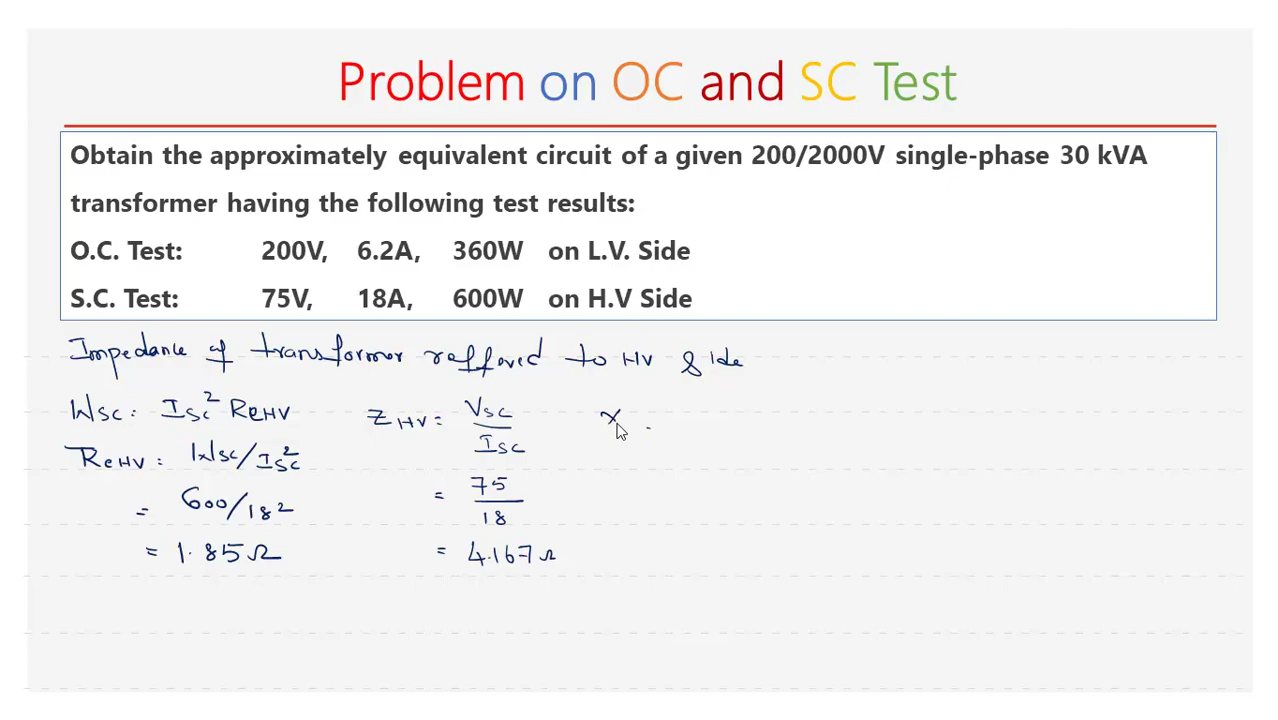 Problem on OC and SC Test
Obtain the approximately equivalent circuit of a given 200/2000V single-phase 30 kVA
transformer having the following test results:
O.C. Test: 200V, 6.2A, 360W on L.V. Side
S.C. Test: 75V, 18A, 600W on H.V Side
Impedance of transformer reffered to HV side
Wsc = Isc² ReHV ZHV = Vsc/Isc X
ReHV = Wsc/Isc²
= 600/18² = 75/18
= 1.85Ω = 4.167Ω